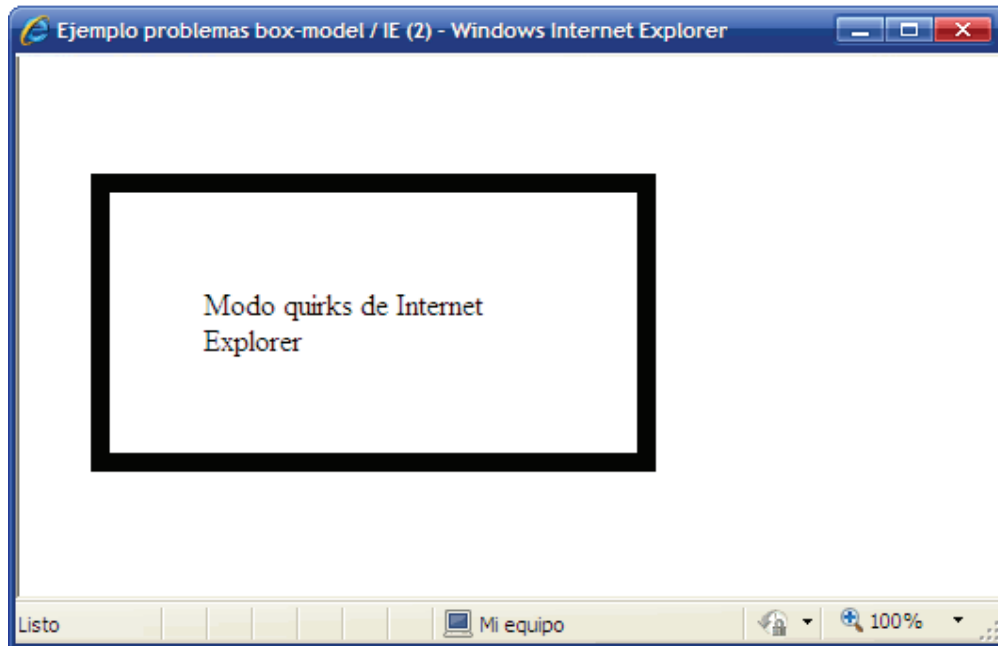 Ejemplo problemas box-model / IE (2) - Windows Internet Explorer
Modo quirks de Internet
Explorer
Listo
Mi equipo
100%